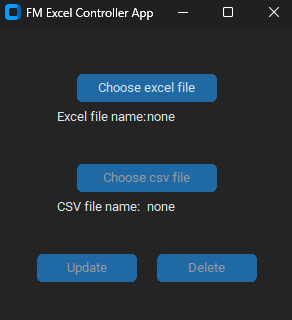 FM Excel Controller App
Choose excel file
Excel file name:none
Choose csv file
CSV file name: none
Update Delete